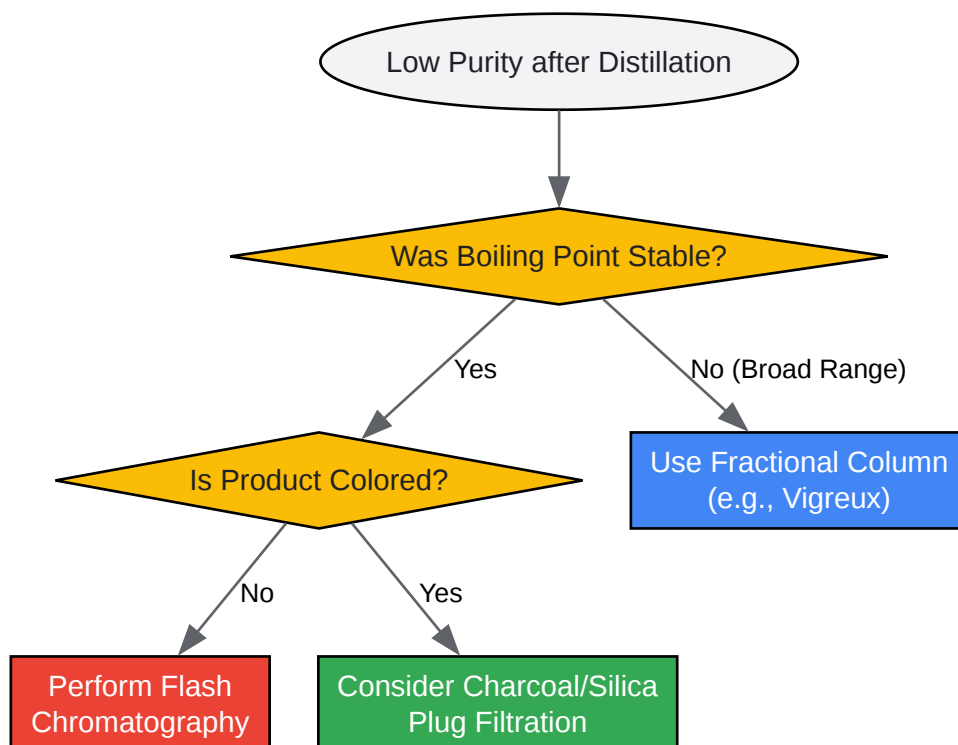 Low Purity after Distillation
Was Boiling Point Stable?
Yes
No (Broad Range)
Is Product Colored?
Use Fractional Column
(e.g., Vigreux)
No
Yes
Perform Flash
Chromatography
Consider Charcoal/Silica
Plug Filtration